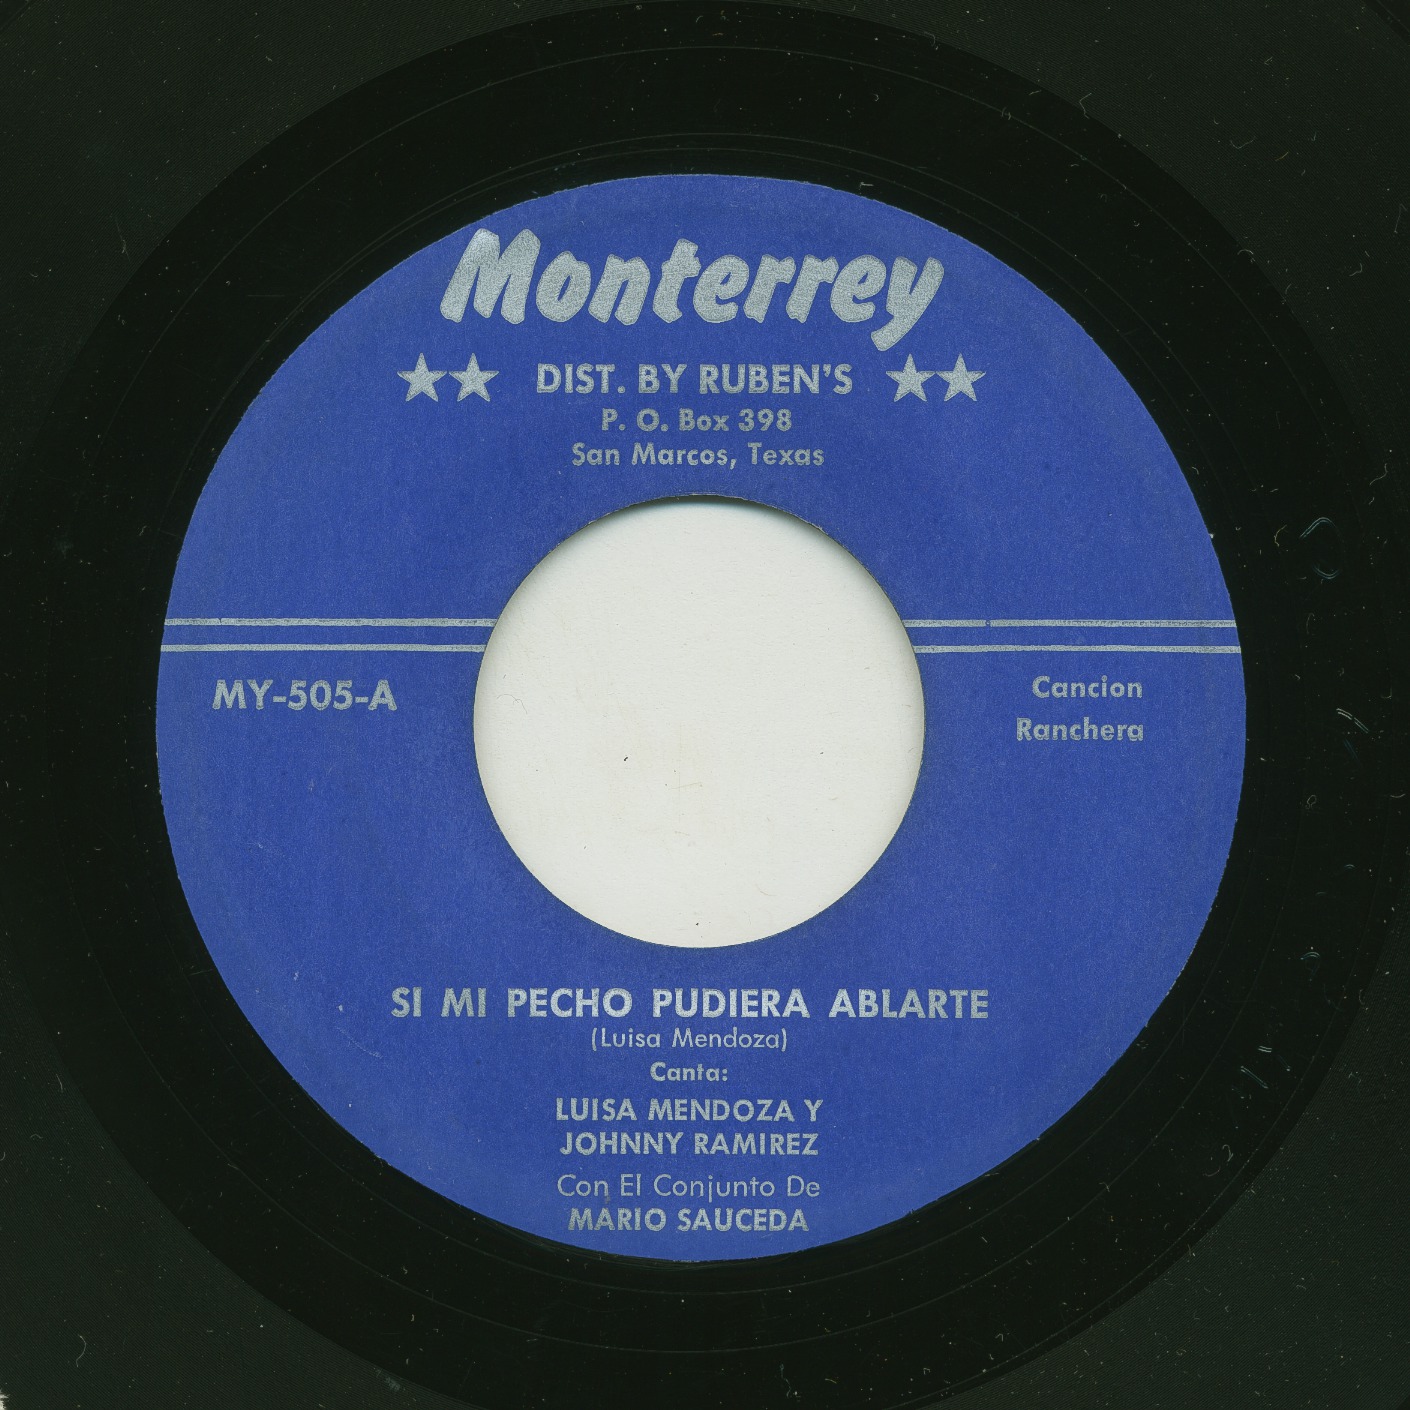 Monterrey
DIST. BY RUBEN'S
P. O. Box 398
San Marcos, Texas
MY-505-A
Cancion
Ranchera
SI MI PECHO PUDIERA ABLARTE
(Luisa Mendoza)
Canta:
LUISA MENDOZA Y
JOHNNY RAMIREZ
Con El Conjunto De
MARIO SAUCEDA